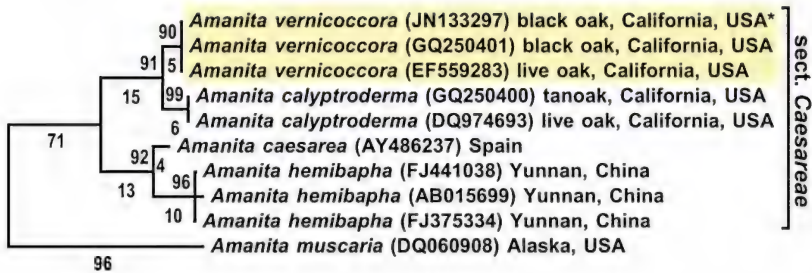 90
Amanita vernicoccora (JN133297) black oak, California, USA*
Amanita vernicoccora (GQ250401) black oak, California, USA
91
5
Amanita vernicoccora (EF559283) live oak, California, USA
15
99
Amanita calyptroderma (GQ250400) tanoak, California, USA
6
Amanita calyptroderma (DQ974693) live oak, California, USA
71
92
4
Amanita caesarea (AY486237) Spain
13
96
Amanita hemibapha (FJ441038) Yunnan, China
Amanita hemibapha (AB015699) Yunnan, China
10
Amanita hemibapha (FJ375334) Yunnan, China
Amanita muscaria (DQ060908) Alaska, USA
96
sect. Caesareae